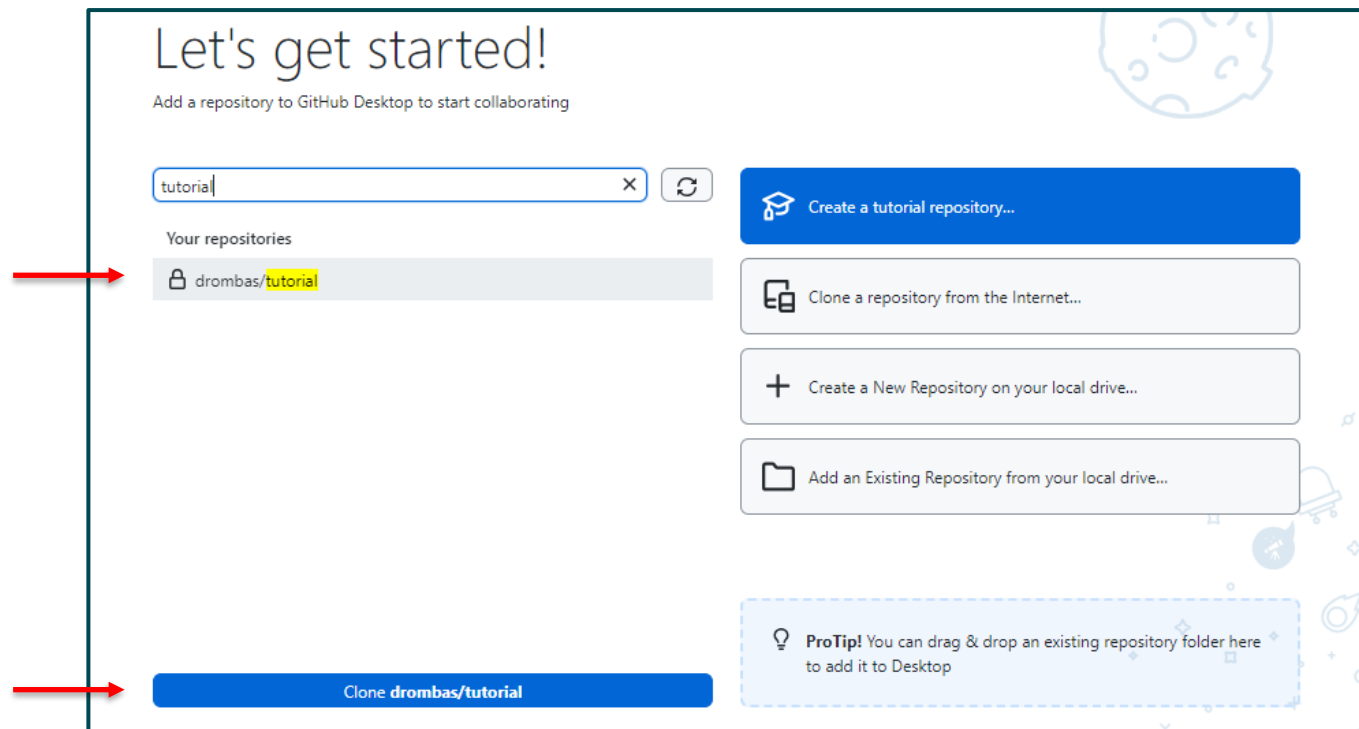 Let's get started!
Add a repository to GitHub Desktop to start collaborating
tutorial
Your repositories
drombas/tutorial
Clone drombas/tutorial
Create a tutorial repository...
Clone a repository from the Internet...
Create a New Repository on your local drive...
Add an Existing Repository from your local drive...
ProTip! You can drag & drop an existing repository folder here
to add it to Desktop